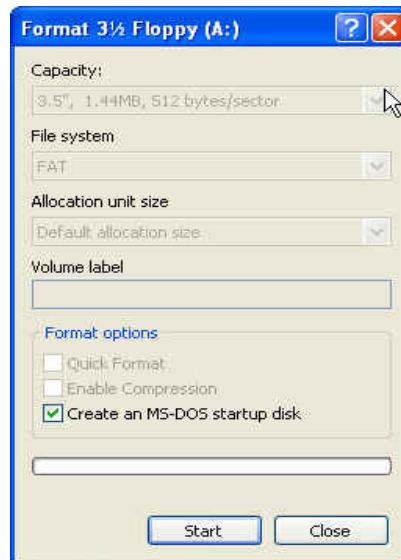 Format 3½ Floppy (A:)
Capacity:
3.5", 1.44MB, 512 bytes/sector
File system
FAT
Allocation unit size
Default allocation size
Volume label
Format options
Quick Format
Enable Compression
Create an MS-DOS startup disk
Start
Close